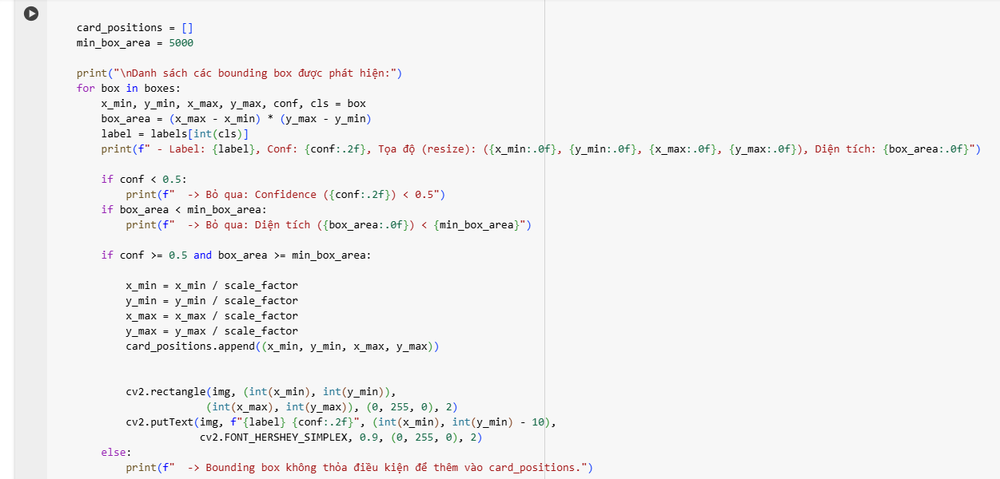 card_positions = []
min_box_area = 5000
print("\nDanh sách các bounding box được phát hiện:")
for box in boxes:
    x_min, y_min, x_max, y_max, conf, cls = box
    box_area = (x_max - x_min) * (y_max - y_min)
    label = labels[int(cls)]
    print(f" - Label: {label}, Conf: {conf:.2f}, Tọa độ (resize): ({x_min:.0f}, {y_min:.0f}, {x_max:.0f}, {y_max:.0f}), Diện tích: {box_area:.0f}")
    if conf < 0.5:
        print(f"  -> Bỏ qua: Confidence ({conf:.2f}) < 0.5")
    if box_area < min_box_area:
        print(f"  -> Bỏ qua: Diện tích ({box_area:.0f}) < {min_box_area}")
    if conf >= 0.5 and box_area >= min_box_area:
        x_min = x_min / scale_factor
        y_min = y_min / scale_factor
        x_max = x_max / scale_factor
        y_max = y_max / scale_factor
        card_positions.append((x_min, y_min, x_max, y_max))
        cv2.rectangle(img, (int(x_min), int(y_min)),
                     (int(x_max), int(y_max)), (0, 255, 0), 2)
        cv2.putText(img, f"{label} {conf:.2f}", (int(x_min), int(y_min) - 10),
                    cv2.FONT_HERSHEY_SIMPLEX, 0.9, (0, 255, 0), 2)
    else:
        print(f"  -> Bounding box không thỏa điều kiện để thêm vào card_positions.")